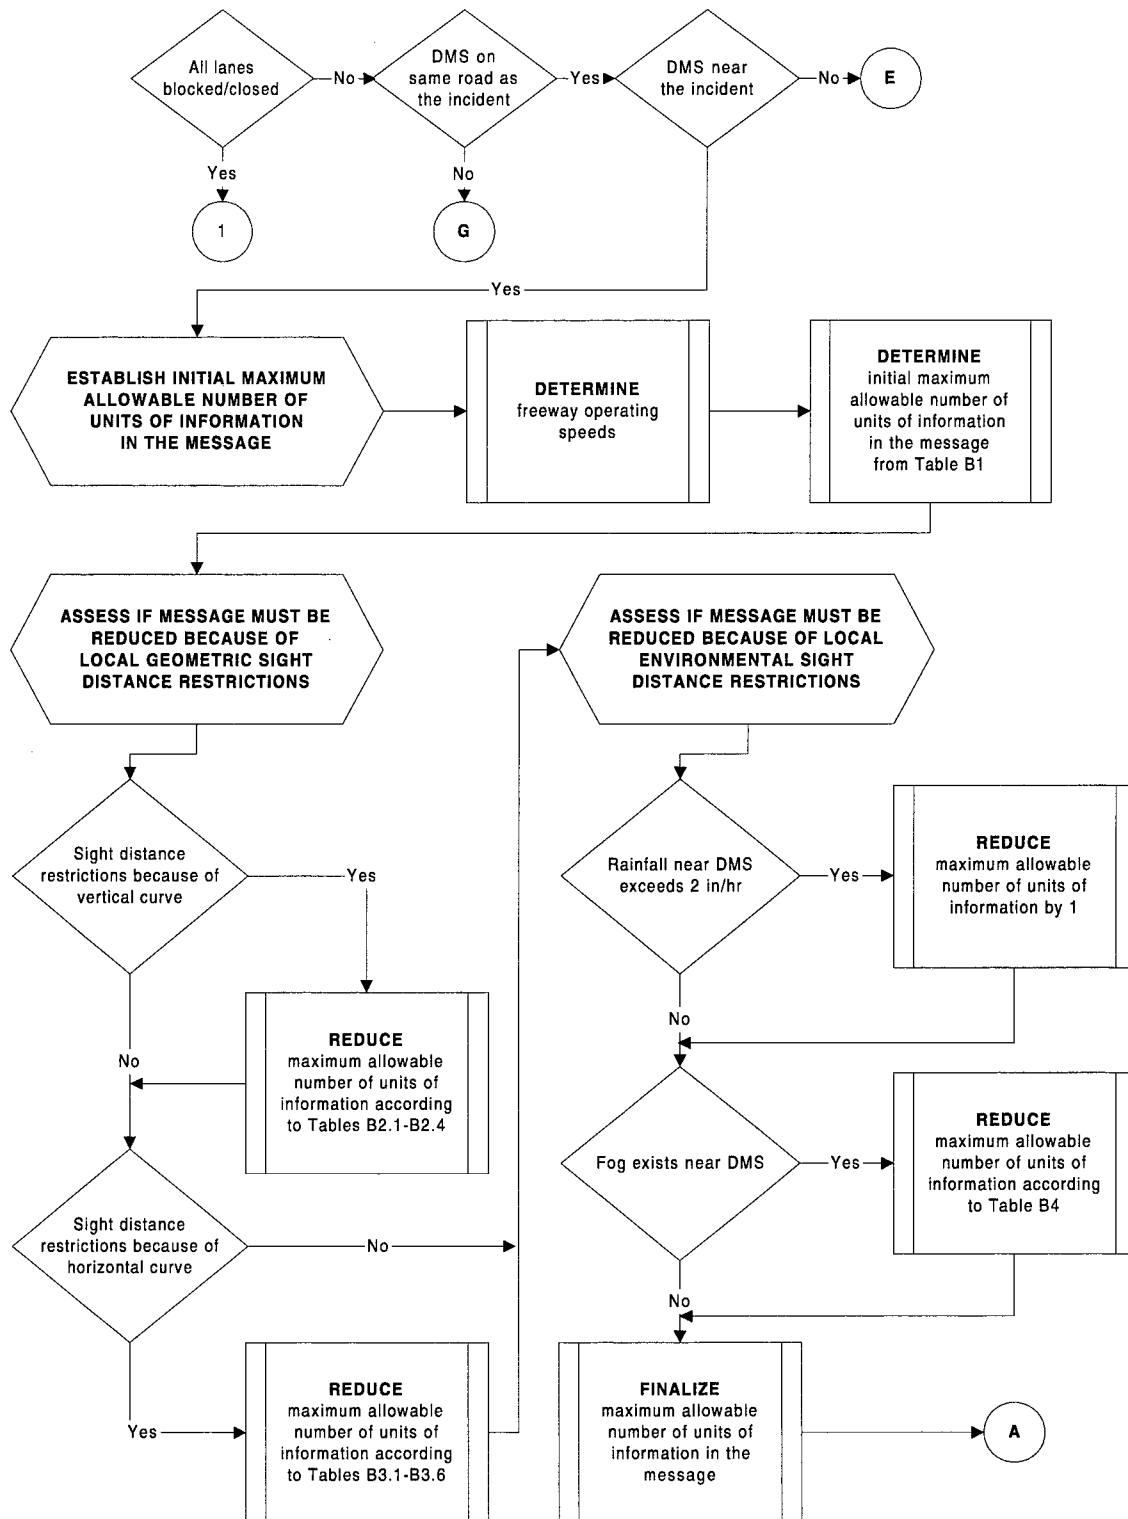 All lanes
blocked/closed
No
DMS on
same road as
the incident
Yes
DMS near
the incident
No
E
Yes
1
No
G
Yes
ESTABLISH INITIAL MAXIMUM
ALLOWABLE NUMBER OF
UNITS OF INFORMATION
IN THE MESSAGE
DETERMINE
freeway operating
speeds
DETERMINE
initial maximum
allowable number of
units of information
in the message
from Table B1
ASSESS IF MESSAGE MUST BE
REDUCED BECAUSE OF
LOCAL GEOMETRIC SIGHT
DISTANCE RESTRICTIONS
ASSESS IF MESSAGE MUST BE
REDUCED BECAUSE OF LOCAL
ENVIRONMENTAL SIGHT
DISTANCE RESTRICTIONS
Sight distance
restrictions because of
vertical curve
Yes
No
REDUCE
maximum allowable
number of units of
information according
to Tables B2.1-B2.4
Sight distance
restrictions because of
horizontal curve
No
Yes
REDUCE
maximum allowable
number of units of
information according
to Tables B3.1-B3.6
Rainfall near DMS
exceeds 2 in/hr
Yes
REDUCE
maximum allowable
number of units of
information by 1
No
Fog exists near DMS
Yes
REDUCE
maximum allowable
number of units of
information according
to Table B4
No
FINALIZE
maximum allowable
number of units of
information in the
message
A